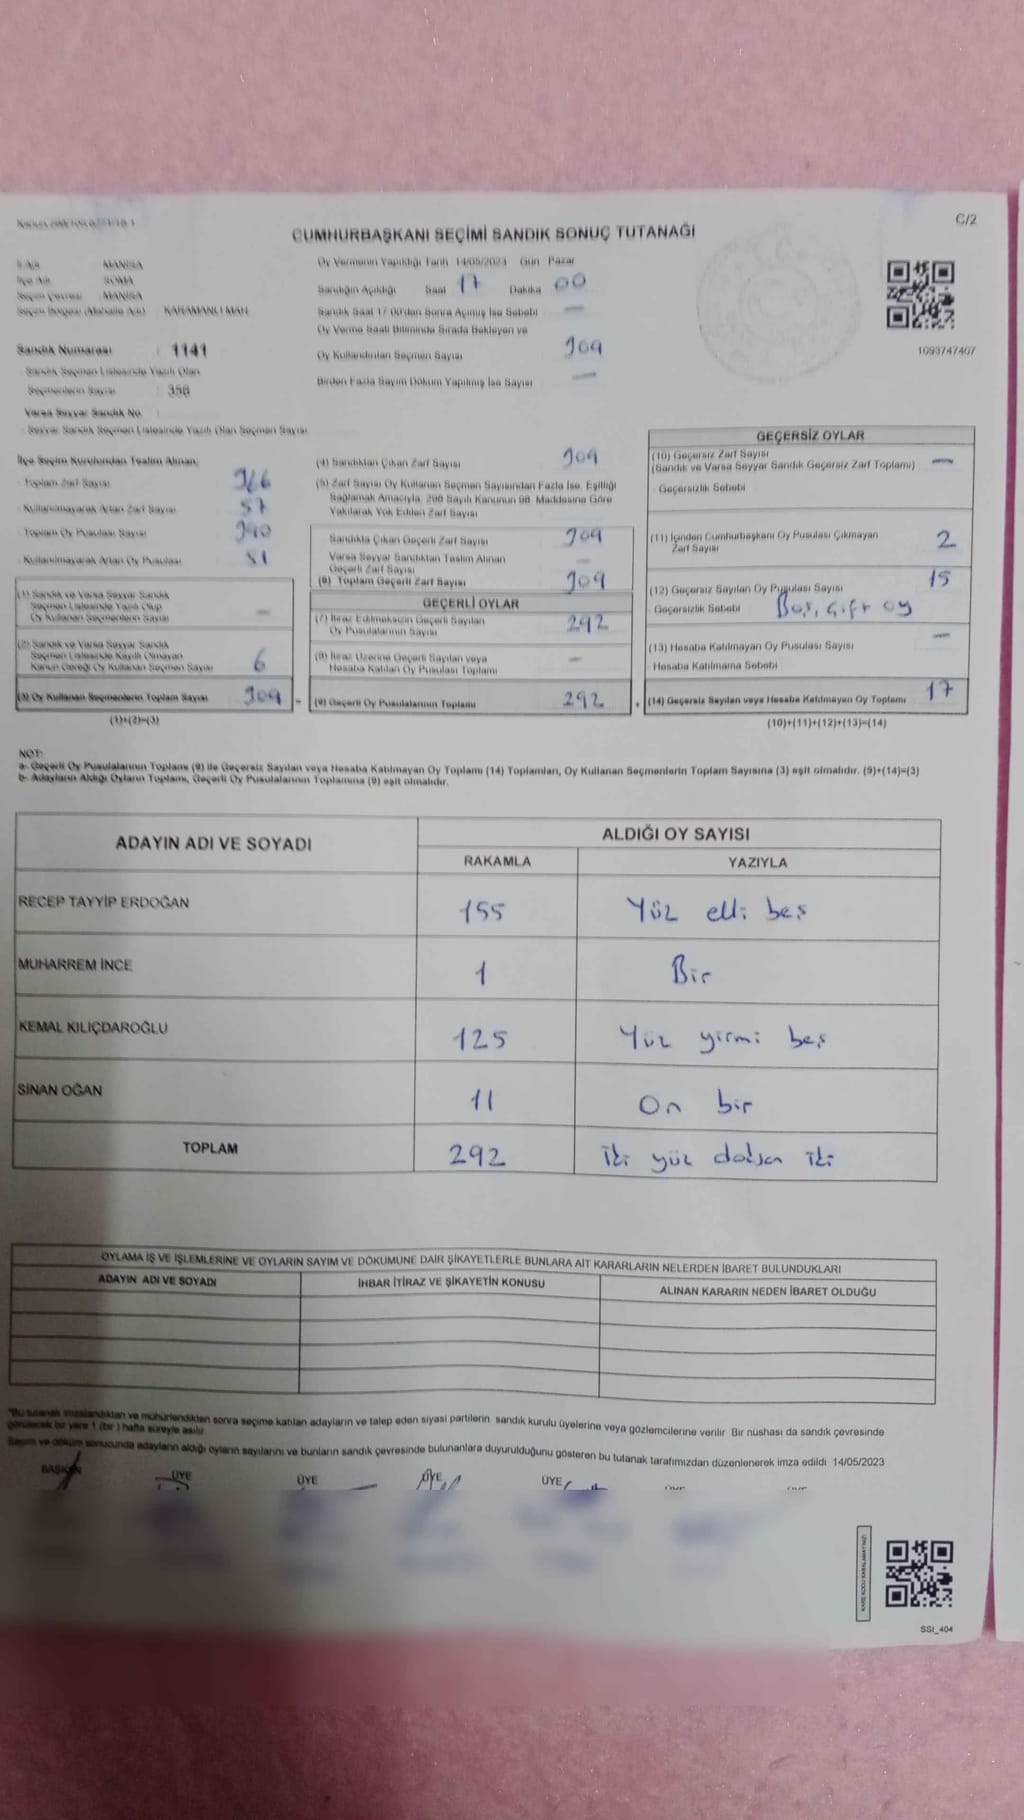 C/2
CUMHURBAŞKANI SEÇİMİ SANDIK SONUÇ TUTANAĞI
İl Adı : MANİSA
İlçe Adı : SOMA
Seçim Çevresi : MANİSA
Seçim Bölgesi (Mahalle Adı) : KARAMANLI MAH.
Sandık Numarası : 1141
Sandık Seçmen Listesinde Yazılı Olan
Seçmenlerin Sayısı : 358
Varsa Seyyar Sandık No :
Seyyar Sandık Seçmen Listesinde Yazılı Olan Seçmen Sayısı
Oy Vermenin Yapıldığı Tarih 14/05/2023 Gün Pazar
Sandığın Açıldığı Saat 17 Dakika 00
Sandık Saat 17.00'den Sonra Açılmış İse Sebebi —
Oy Verme Saati Bitiminde Sırada Bekleyen ve
Oy Kullandırılan Seçmen Sayısı 309
Birden Fazla Sayım Döküm Yapılmış İse Sayısı —
1093747407
İlçe Seçim Kurulundan Teslim Alınan;
Toplam Zarf Sayısı 366
Kullanılmayarak Artan Zarf Sayısı 57
Toplam Oy Pusulası Sayısı
Kullanılmayarak Artan Oy Pusulası 51
(1) Sandık ve Varsa Seyyar Sandık
Seçmen Listesinde Yazılı Olup
Oy Kullanan Seçmenlerin Sayısı —
(2) Sandık ve Varsa Seyyar Sandık
Seçmen Listesinde Kayıtlı Olmayan
Kanun Gereği Oy Kullanan Seçmen Sayısı 6
(3) Oy Kullanan Seçmenlerin Toplam Sayısı 309
(1)+(2)=(3)
(4) Sandıktan Çıkan Zarf Sayısı 309
(5) Zarf Sayısı Oy Kullanan Seçmen Sayısından Fazla İse, Eşitliği
Sağlamak Amacıyla, 298 Sayılı Kanunun 98. Maddesine Göre
Yakılarak Yok Edilen Zarf Sayısı
Sandıkta Çıkan Geçerli Zarf Sayısı 309
Varsa Seyyar Sandıktan Teslim Alınan
Geçerli Zarf Sayısı —
(6) Toplam Geçerli Zarf Sayısı 309
GEÇERLİ OYLAR
(7) İtiraz Edilmeksizin Geçerli Sayılan
Oy Pusulalarının Sayısı 292
(8) İtiraz Üzerine Geçerli Sayılan veya
Hesaba Katılan Oy Pusulası Toplamı —
(9) Geçerli Oy Pusulalarının Toplamı 292
GEÇERSİZ OYLAR
(10) Geçersiz Zarf Sayısı
(Sandık ve Varsa Seyyar Sandık Geçersiz Zarf Toplamı) —
Geçersizlik Sebebi
(11) İçinden Cumhurbaşkanı Oy Pusulası Çıkmayan
Zarf Sayısı 2
(12) Geçersiz Sayılan Oy Pusulası Sayısı 15
Geçersizlik Sebebi Boş, çift oy
(13) Hesaba Katılmayan Oy Pusulası Sayısı —
Hesaba Katılmama Sebebi
(14) Geçersiz Sayılan veya Hesaba Katılmayan Oy Toplamı 17
(10)+(11)+(12)+(13)=(14)
NOT:
a- Geçerli Oy Pusulalarının Toplamı (9) ile Geçersiz Sayılan veya Hesaba Katılmayan Oy Toplamı (14) Toplamları, Oy Kullanan Seçmenlerin Toplam Sayısına (3) eşit olmalıdır. (9)+(14)=(3)
b- Adayların Aldığı Oyların Toplamı, Geçerli Oy Pusulalarının Toplamına (9) eşit olmalıdır.
ADAYIN ADI VE SOYADI
ALDIĞI OY SAYISI
RAKAMLA YAZIYLA
RECEP TAYYİP ERDOĞAN 155 Yüz elli beş
MUHARREM İNCE 1 Bir
KEMAL KILIÇDAROĞLU 125 Yüz yirmi beş
SİNAN OĞAN 11 On bir
TOPLAM 292 İki yüz doksan iki
OYLAMA İŞ VE İŞLEMLERİNE VE OYLARIN SAYIM VE DÖKÜMÜNE DAİR ŞİKAYETLERLE BUNLARA AİT KARARLARIN NELERDEN İBARET BULUNDUKLARI
ADAYIN ADI VE SOYADI İHBAR İTİRAZ VE ŞİKAYETİN KONUSU ALINAN KARARIN NEDEN İBARET OLDUĞU
*Bu tutanak imzalandıktan ve mühürlendikten sonra seçime katılan adayların ve talep eden siyasi partilerin sandık kurulu üyelerine veya gözlemcilerine verilir. Bir nüshası da sandık çevresinde
görülecek bir yere 1 (bir) hafta süreyle asılır.
Sayım ve döküm sonucunda adayların aldığı oyların sayılarını ve bunların sandık çevresinde bulunanlara duyurulduğunu gösteren bu tutanak tarafımızdan düzenlenerek imza edildi. 14/05/2023
BAŞKAN ÜYE ÜYE ÜYE ÜYE
KARE KODU KARALAMAYINIZ!
SSI_404